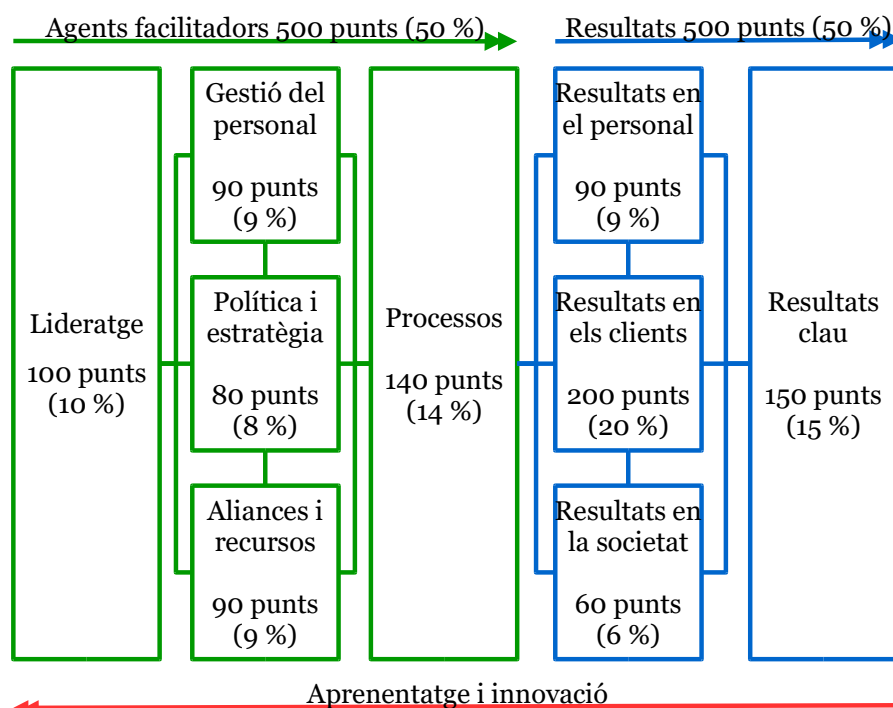 Agents facilitadors 500 punts (50 %)
Resultats 500 punts (50 %)
Lideratge
100 punts
(10 %)
Gestió del
personal
90 punts
(9 %)
Política i
estratègia
80 punts
(8 %)
Aliances i
recursos
90 punts
(9 %)
Processos
140 punts
(14 %)
Resultats en
el personal
90 punts
(9 %)
Resultats en
els clients
200 punts
(20 %)
Resultats en
la societat
60 punts
(6 %)
Resultats
clau
150 punts
(15 %)
Aprenentatge i innovació